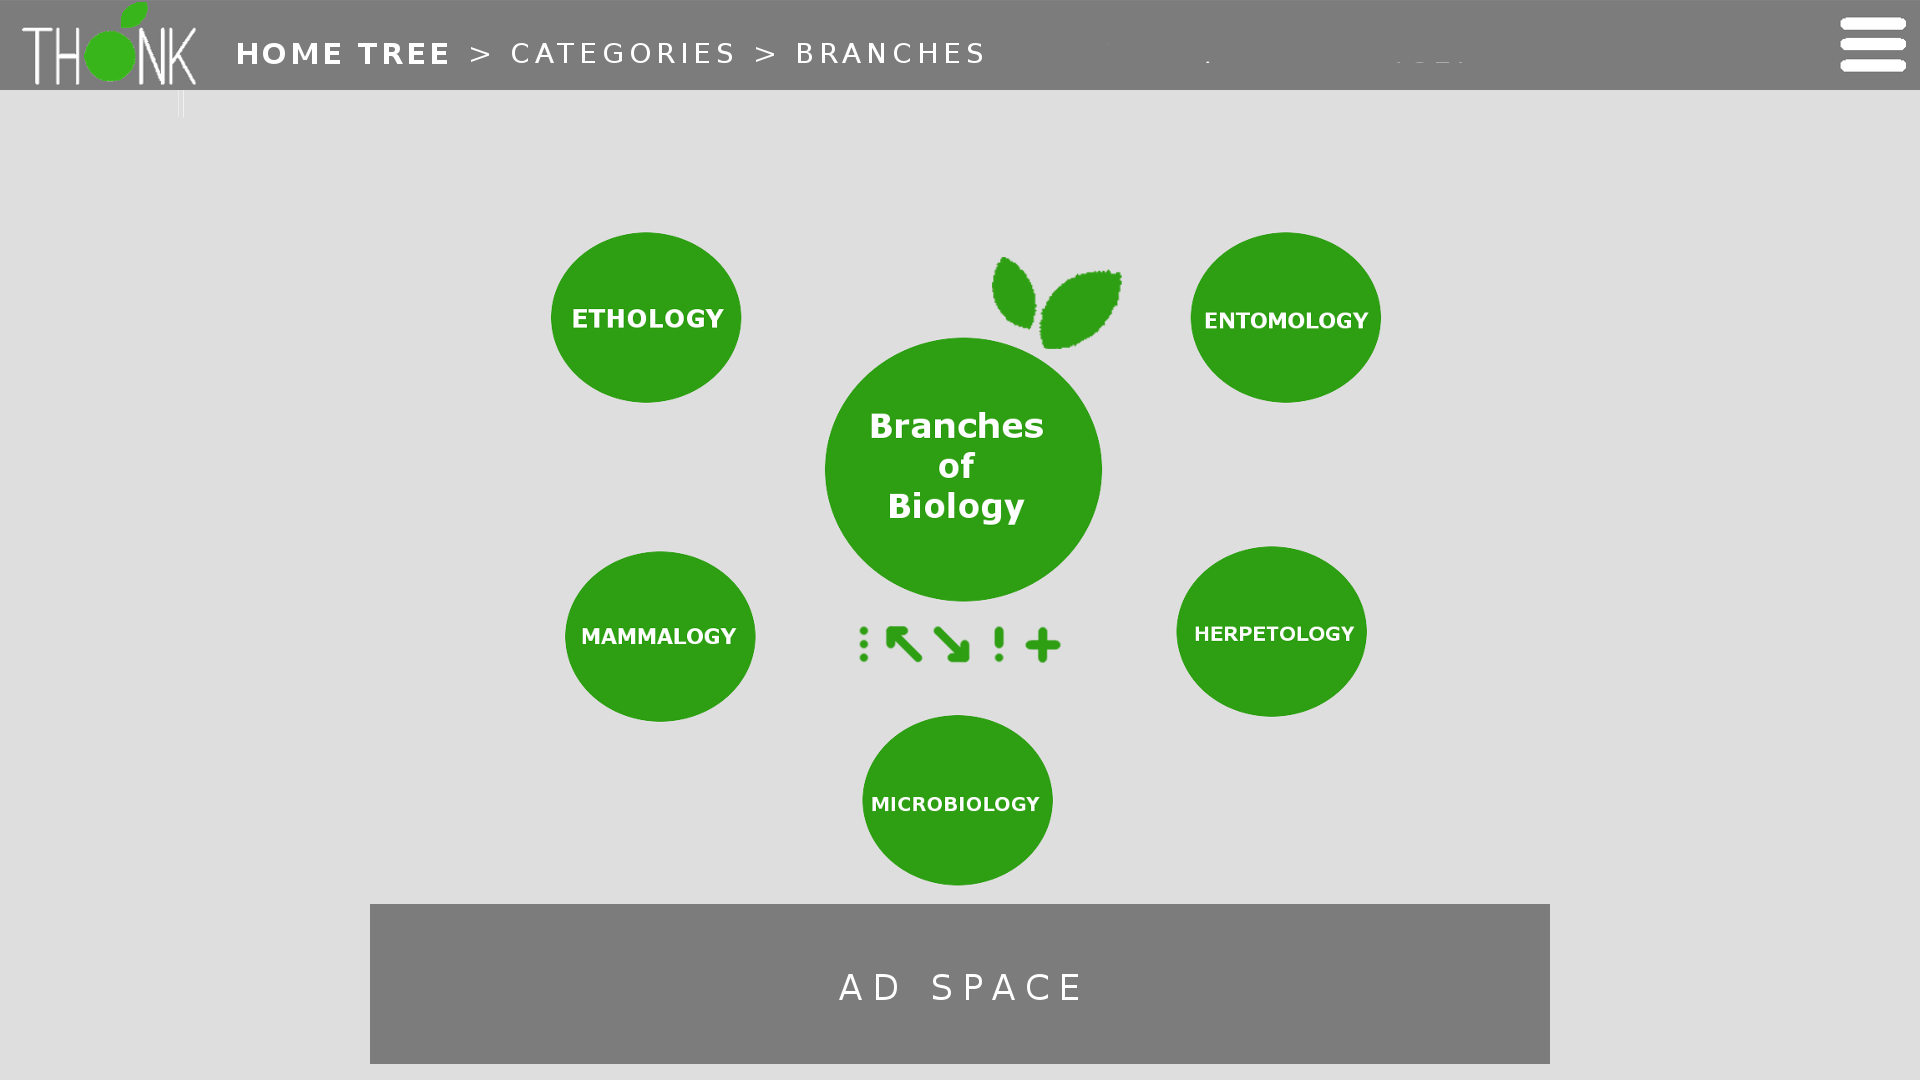 THONK
HOME TREE > CATEGORIES > BRANCHES
ETHOLOGY
ENTOMOLOGY
Branches
of
Biology
MAMMALOGY
HERPETOLOGY
MICROBIOLOGY
AD SPACE